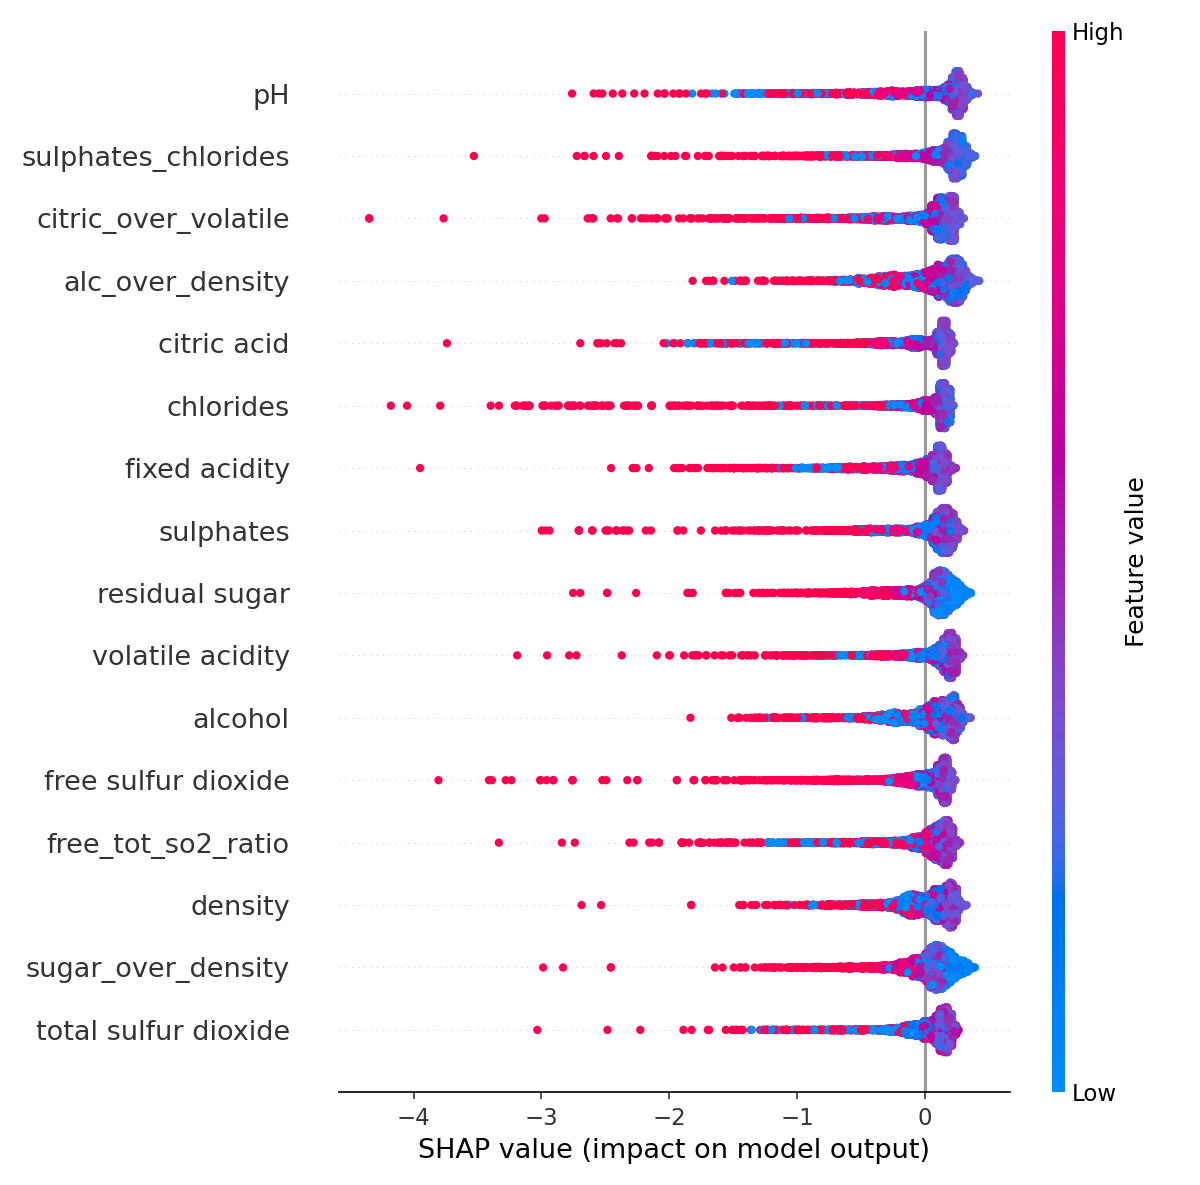 High
pH
sulphates_chlorides
citric_over_volatile
alc_over_density
citric acid
chlorides
fixed acidity
sulphates
residual sugar
volatile acidity
alcohol
free sulfur dioxide
free_tot_so2_ratio
density
sugar_over_density
total sulfur dioxide
Feature value
Low
−4 −3 −2 −1 0
SHAP value (impact on model output)